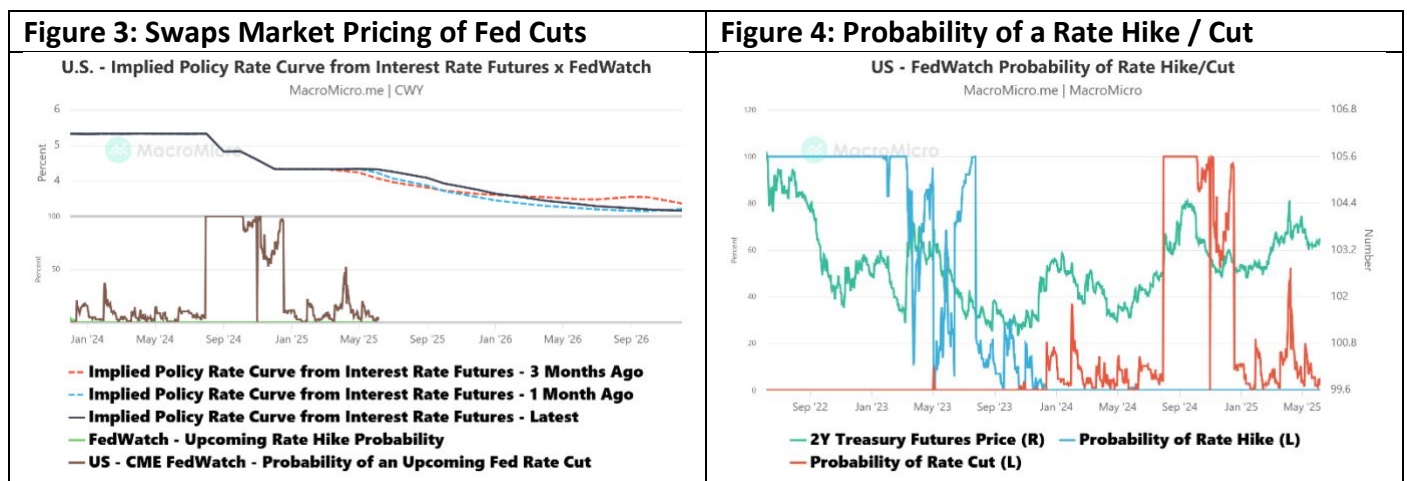 Figure 3: Swaps Market Pricing of Fed Cuts
U.S. - Implied Policy Rate Curve from Interest Rate Futures x FedWatch
MacroMicro.me | CWY
6
5
4
Percent
MacroMicro
100
50
Percent
Jan '24 May '24 Sep '24 Jan '25 May '25 Sep '25 Jan '26 May '26 Sep '26
Implied Policy Rate Curve from Interest Rate Futures - 3 Months Ago
Implied Policy Rate Curve from Interest Rate Futures - 1 Month Ago
Implied Policy Rate Curve from Interest Rate Futures - Latest
FedWatch - Upcoming Rate Hike Probability
US - CME FedWatch - Probability of an Upcoming Fed Rate Cut
Figure 4: Probability of a Rate Hike / Cut
US - FedWatch Probability of Rate Hike/Cut
MacroMicro.me | MacroMicro
120 106.8
100 105.6
MacroMicro
80 104.4
60 103.2
40 102
20 100.8
0 99.6
Percent
Number
Sep '22 Jan '23 May '23 Sep '23 Jan '24 May '24 Sep '24 Jan '25 May '25
2Y Treasury Futures Price (R) Probability of Rate Hike (L)
Probability of Rate Cut (L)